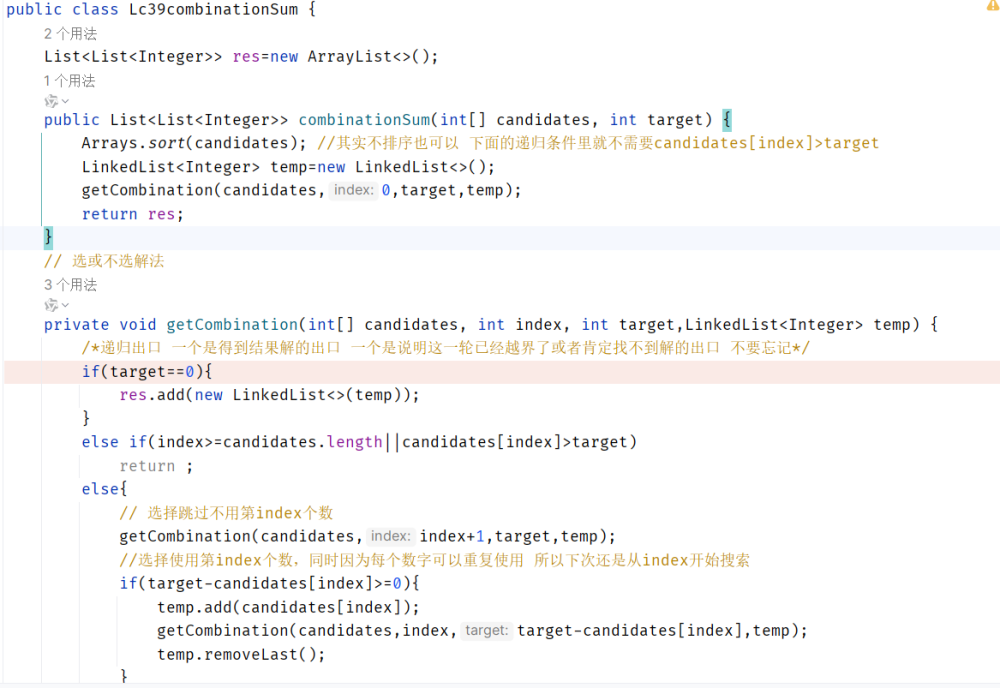 public class Lc39combinationSum {
2 个用法
List<List<Integer>> res=new ArrayList<>();
1 个用法
public List<List<Integer>> combinationSum(int[] candidates, int target) {
Arrays.sort(candidates); //其实不排序也可以 下面的递归条件里就不需要candidates[index]>target
LinkedList<Integer> temp=new LinkedList<>();
getCombination(candidates, index: 0,target,temp);
return res;
}
// 选或不选解法
3 个用法
private void getCombination(int[] candidates, int index, int target,LinkedList<Integer> temp) {
/*递归出口 一个是得到结果解的出口 一个是说明这一轮已经越界了或者肯定找不到解的出口 不要忘记*/
if(target==0){
res.add(new LinkedList<>(temp));
}
else if(index>=candidates.length||candidates[index]>target)
return ;
else{
// 选择跳过不用第index个数
getCombination(candidates, index: index+1,target,temp);
//选择使用第index个数，同时因为每个数字可以重复使用 所以下次还是从index开始搜索
if(target-candidates[index]>=0){
temp.add(candidates[index]);
getCombination(candidates,index, target: target-candidates[index],temp);
temp.removeLast();
}